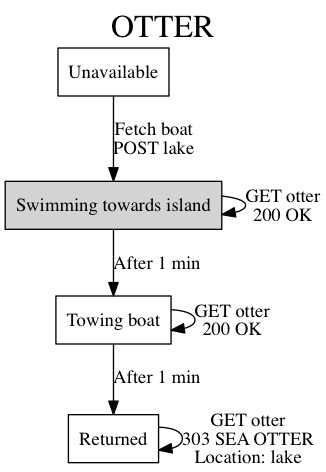 OTTER
Unavailable
Fetch boat
POST lake
Swimming towards island
GET otter
200 OK
After 1 min
Towing boat
GET otter
200 OK
After 1 min
Returned
GET otter
303 SEA OTTER
Location: lake